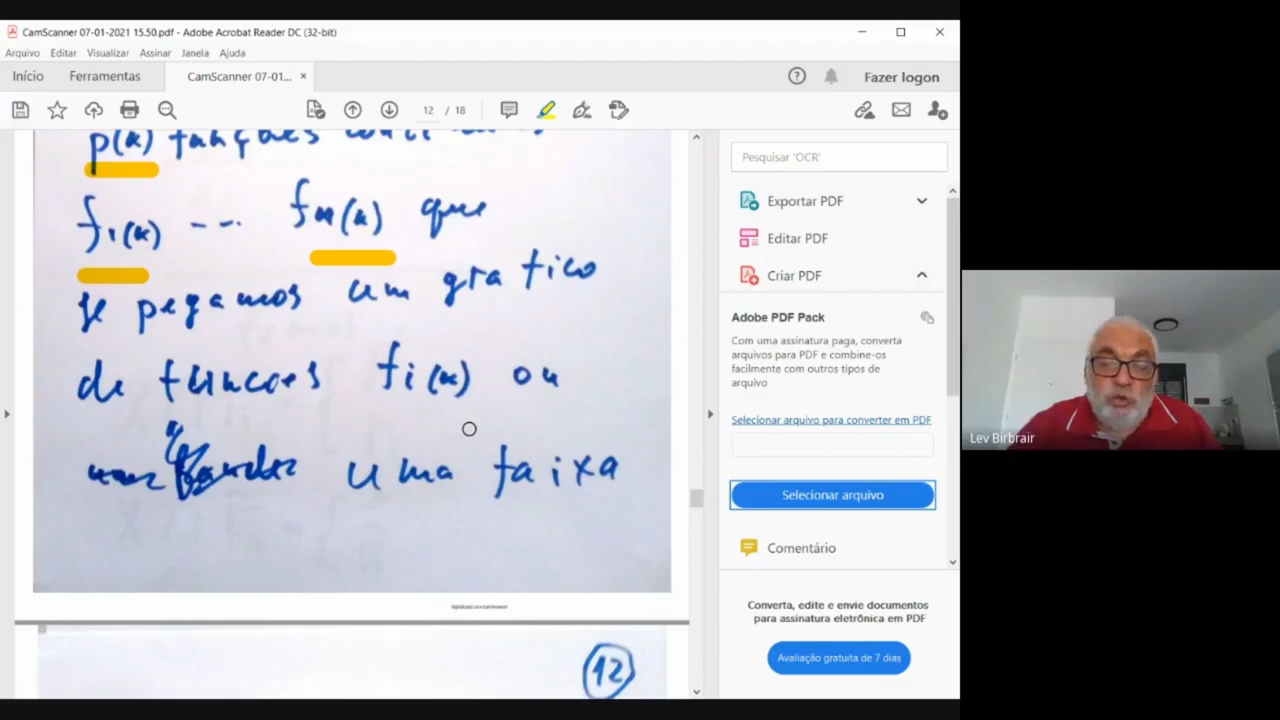 CamScanner 07-01-2021 15.50.pdf - Adobe Acrobat Reader DC (32-bit)
Arquivo Editar Visualizar Assinar Janela Ajuda
Início Ferramentas CamScanner 07-01... ×
Fazer logon
12 / 18
p(x) funções
f1(x) --- fm(x) que
se pegamos um grafico
de funcoes fi(x) ou
uma faixa
Digitalizado com CamScanner
12
Pesquisar 'OCR'
Exportar PDF
Editar PDF
Criar PDF
Adobe PDF Pack
Com uma assinatura paga, converta
arquivos para PDF e combine-os
facilmente com outros tipos de
arquivo
Selecionar arquivo para converter em PDF
Selecionar arquivo
Comentário
Converta, edite e envie documentos
para assinatura eletrônica em PDF
Avaliação gratuita de 7 dias
Lev Birbrair